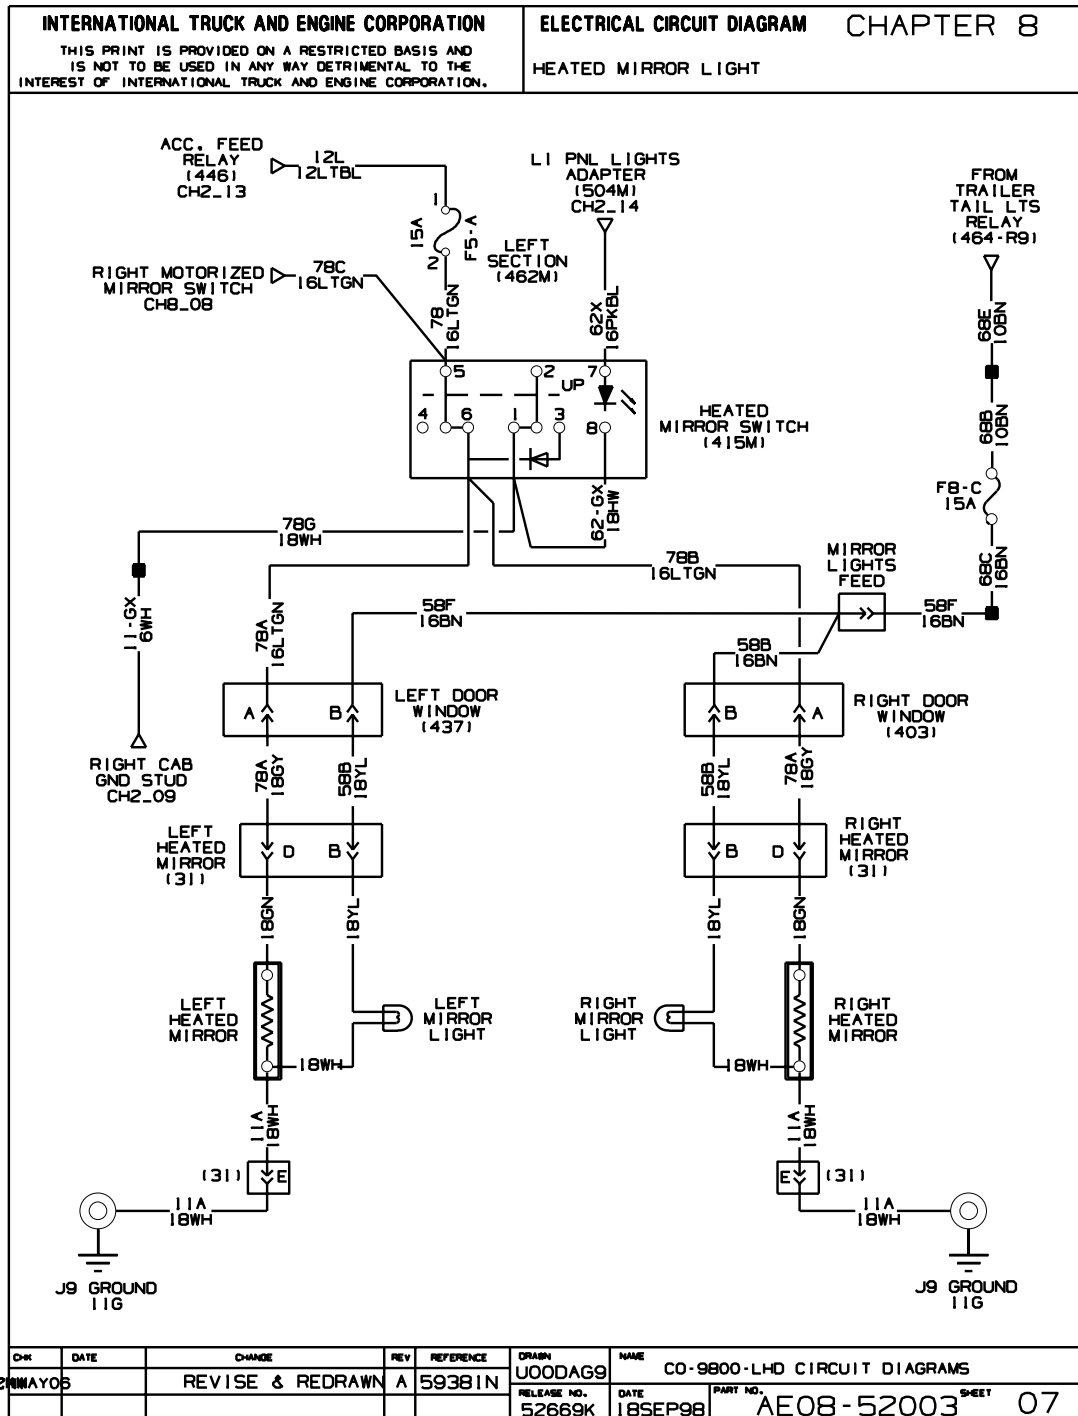 INTERNATIONAL TRUCK AND ENGINE CORPORATION
THIS PRINT IS PROVIDED ON A RESTRICTED BASIS AND
IS NOT TO BE USED IN ANY WAY DETRIMENTAL TO THE
INTEREST OF INTERNATIONAL TRUCK AND ENGINE CORPORATION.
ELECTRICAL CIRCUIT DIAGRAM
CHAPTER 8
HEATED MIRROR LIGHT
ACC. FEED
RELAY
(446)
CH2_13
12L
12LTBL
1
15A
F5-A
2
LEFT
SECTION
(462M)
LI PNL LIGHTS
ADAPTER
(504M)
CH2_14
FROM
TRAILER
TAIL LTS
RELAY
(464-R9)
RIGHT MOTORIZED
MIRROR SWITCH
CH8_08
78C
16LTGN
78
16LTGN
62X
16PKBL
68E
10BN
5
2
7
UP
4
6
1
3
8
HEATED
MIRROR SWITCH
(415M)
68B
10BN
F8-C
15A
62-GX
18HW
78G
18WH
78B
16LTGN
MIRROR
LIGHTS
FEED
68C
16BN
11-GX
6WH
78A
16LTGN
58F
16BN
58F
16BN
58B
16BN
A
B
LEFT DOOR
WINDOW
(437)
B
A
RIGHT DOOR
WINDOW
(403)
RIGHT CAB
GND STUD
CH2_09
78A
18GY
58B
18YL
58B
18YL
78A
18GY
LEFT
HEATED
MIRROR
(31)
D
B
B
D
RIGHT
HEATED
MIRROR
(31)
18GN
18YL
18YL
18GN
LEFT
HEATED
MIRROR
LEFT
MIRROR
LIGHT
RIGHT
MIRROR
LIGHT
RIGHT
HEATED
MIRROR
18WH
18WH
11A
18WH
11A
18WH
(31)
E
E
(31)
11A
18WH
11A
18WH
J9 GROUND
11G
J9 GROUND
11G
CHK
DATE
CHANGE
REV
REFERENCE
DRAWN
U00DAG9
NAME
CO-9800-LHD CIRCUIT DIAGRAMS
MAY06
REVISE & REDRAWN
A
59381N
RELEASE NO.
52669K
DATE
18SEP98
PART NO.
AE08-52003
SHEET
07